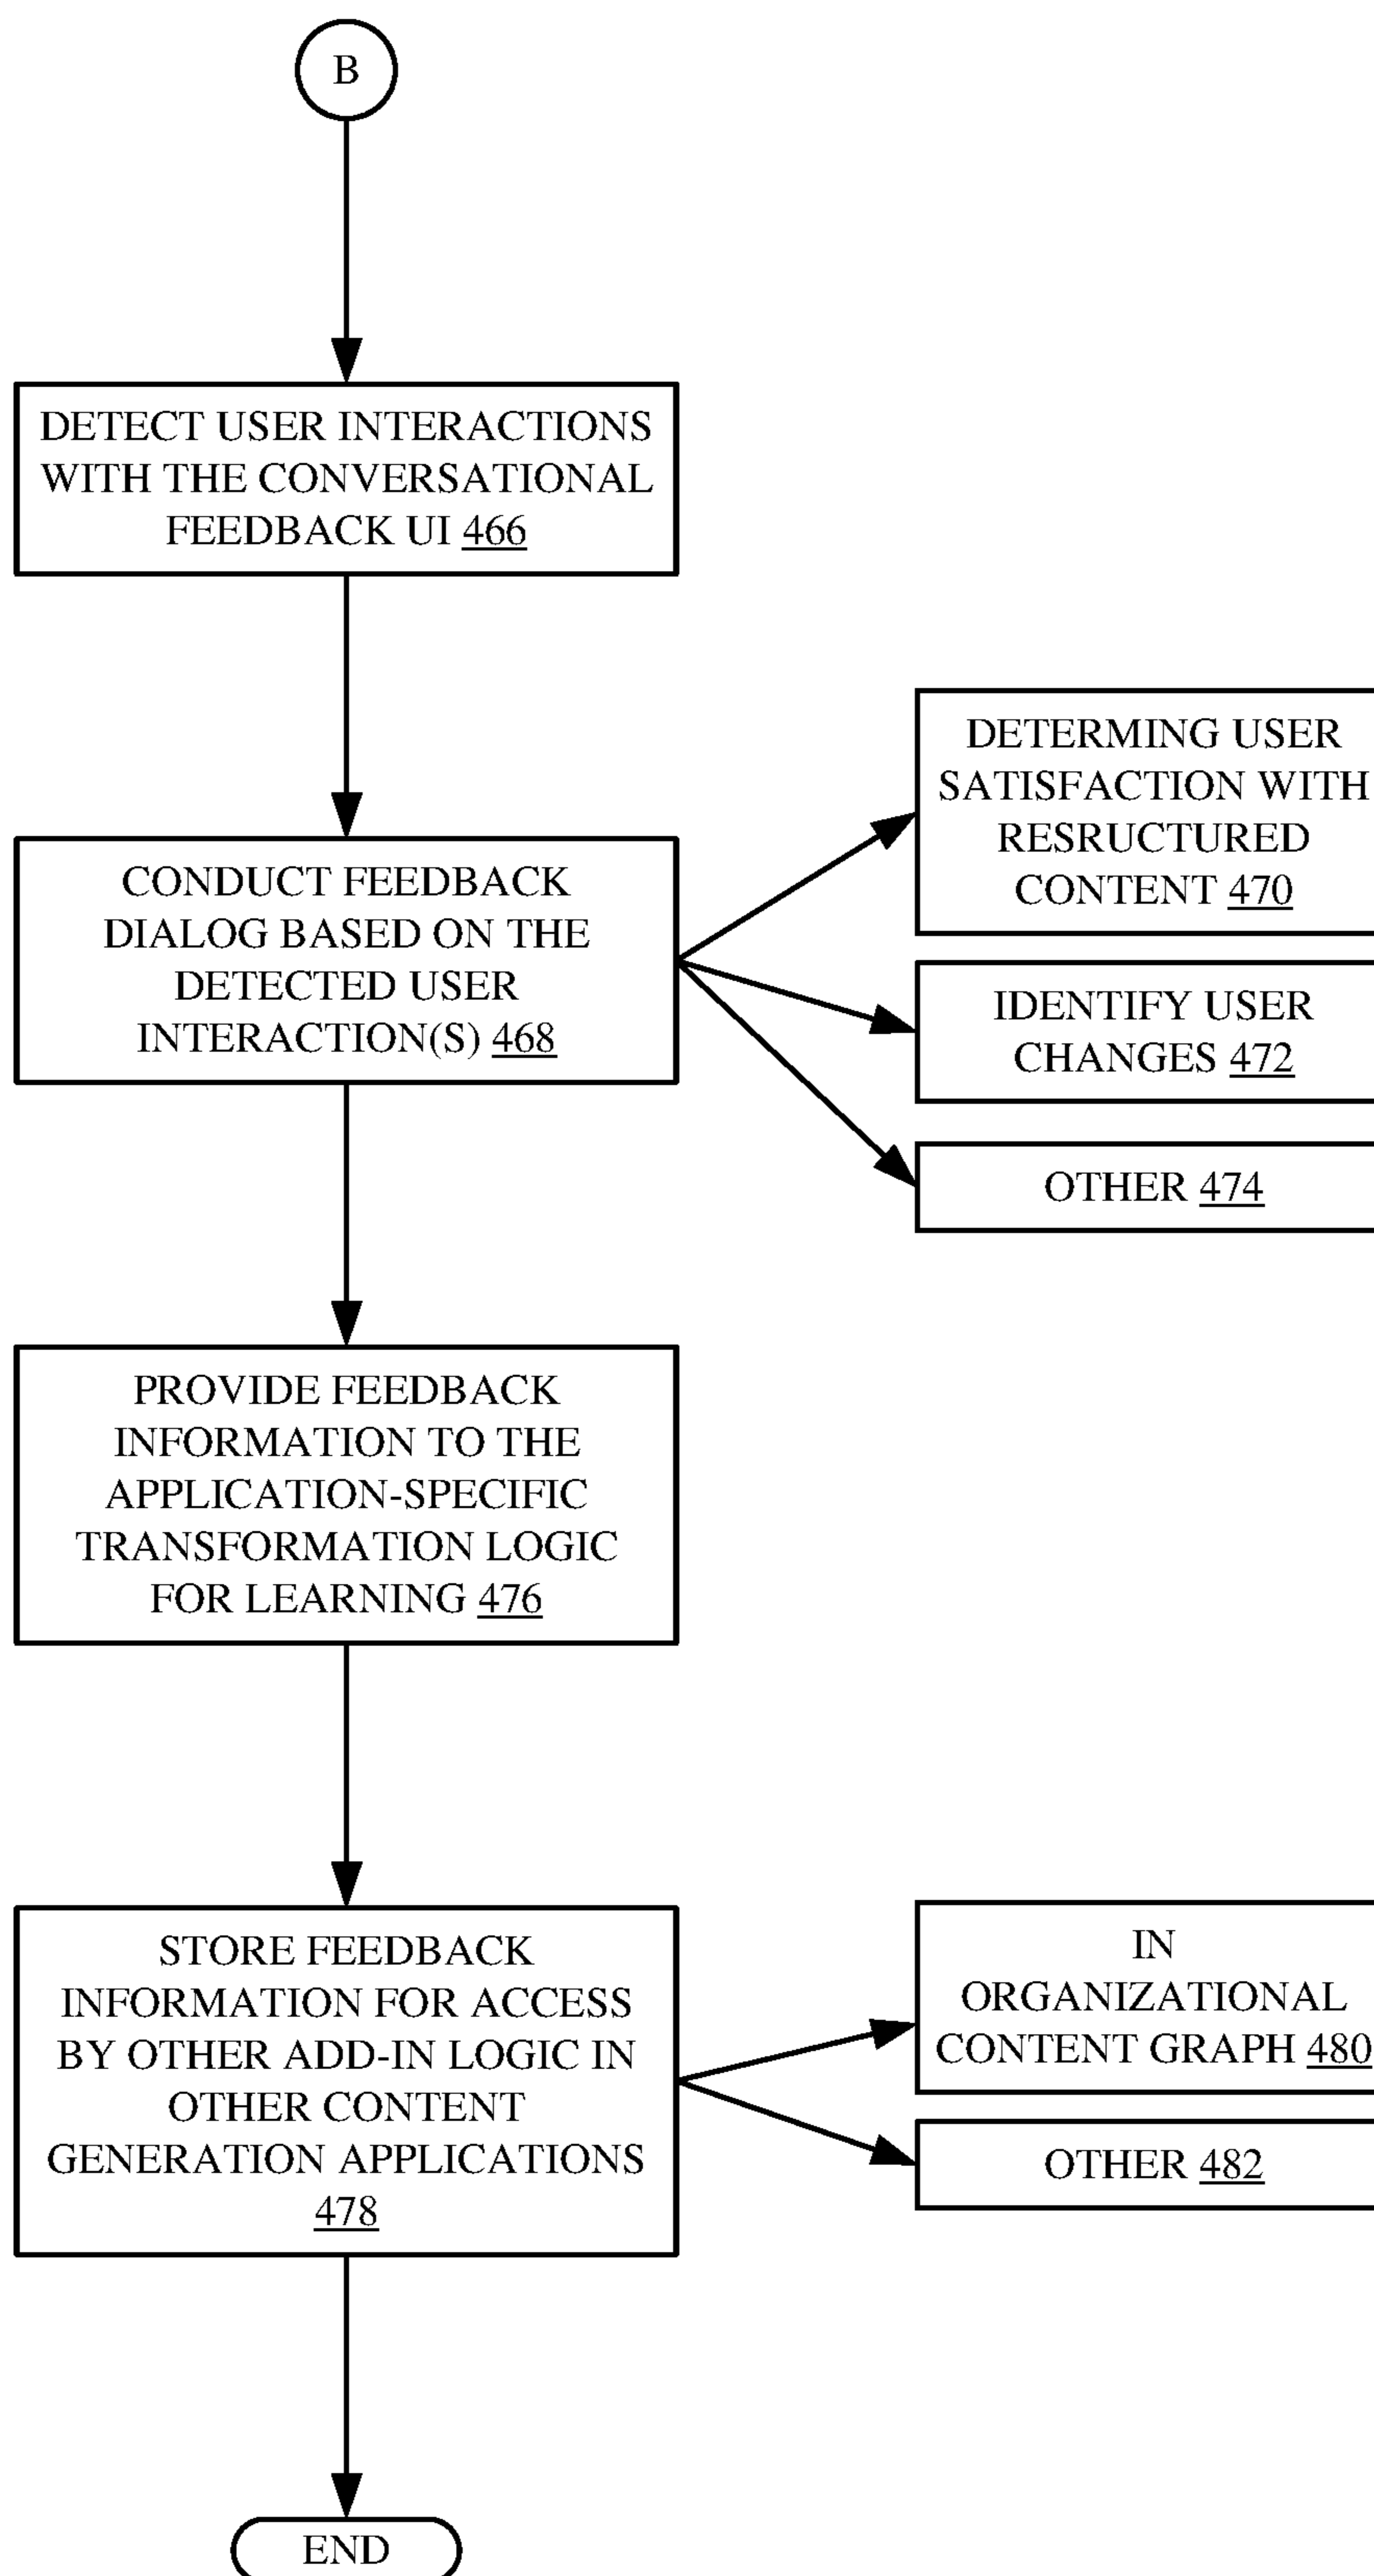 B
DETECT USER INTERACTIONS
WITH THE CONVERSATIONAL
FEEDBACK UI 466
CONDUCT FEEDBACK
DIALOG BASED ON THE
DETECTED USER
INTERACTION(S) 468
DETERMING USER
SATISFACTION WITH
RESRUCTURED
CONTENT 470
IDENTIFY USER
CHANGES 472
OTHER 474
PROVIDE FEEDBACK
INFORMATION TO THE
APPLICATION-SPECIFIC
TRANSFORMATION LOGIC
FOR LEARNING 476
STORE FEEDBACK
INFORMATION FOR ACCESS
BY OTHER ADD-IN LOGIC IN
OTHER CONTENT
GENERATION APPLICATIONS
478
IN
ORGANIZATIONAL
CONTENT GRAPH 480
OTHER 482
END